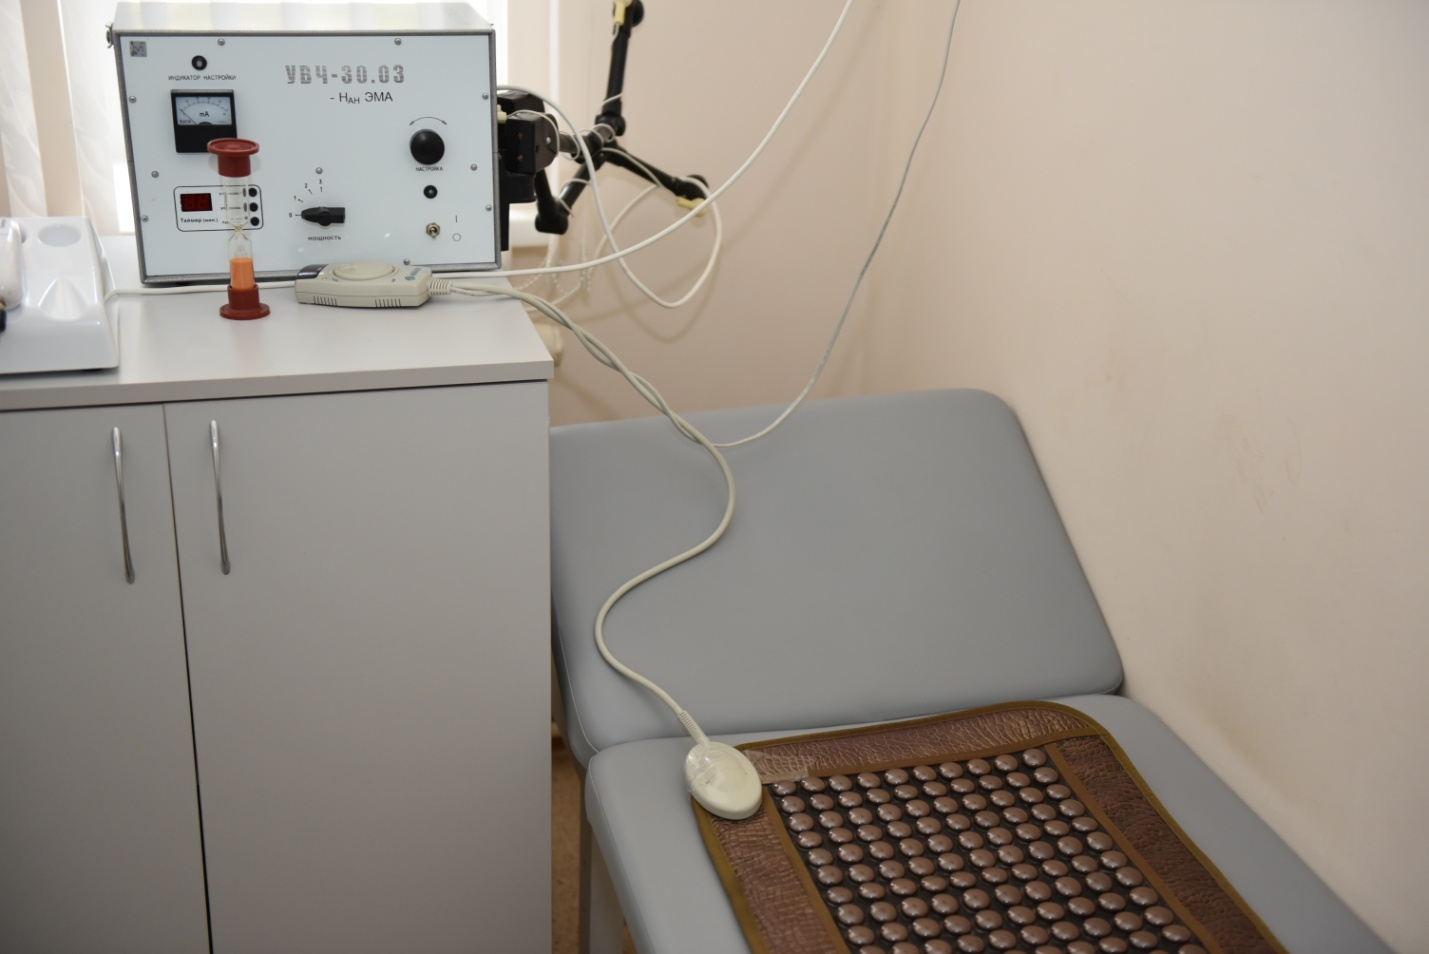 ИНДИКАТОР НАСТРОЙКИ
УВЧ-30.03
- НАН ЭМА
mA
НАСТРОЙКА
Таймер (мин.)
0
1
2
3
МОЩНОСТЬ